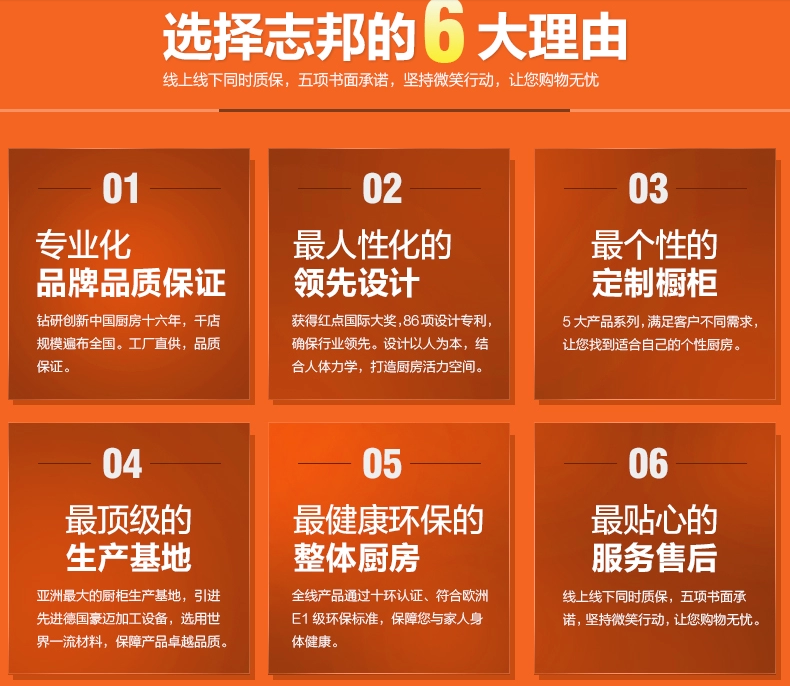 选择志邦的6大理由
线上线下同时质保，五项书面承诺，坚持微笑行动，让您购物无忧
01
专业化
品牌品质保证
钻研创新中国厨房十六年，千店
规模遍布全国。工厂直供，品质
保证。
02
最人性化的
领先设计
获得红点国际大奖，86项设计专利，
确保行业领先。设计以人为本，结
合人体力学，打造厨房活力空间。
03
最个性的
定制橱柜
5大产品系列，满足客户不同需求，
让您找到适合自己的个性厨房。
04
最顶级的
生产基地
亚洲最大的厨柜生产基地，引进
先进德国豪迈加工设备，选用世
界一流材料，保障产品卓越品质。
05
最健康环保的
整体厨房
全线产品通过十环认证、符合欧洲
E1级环保标准，保障您与家人身
体健康。
06
最贴心的
服务售后
线上线下同时质保，五项书面承
诺，坚持微笑行动，让您购物无忧。